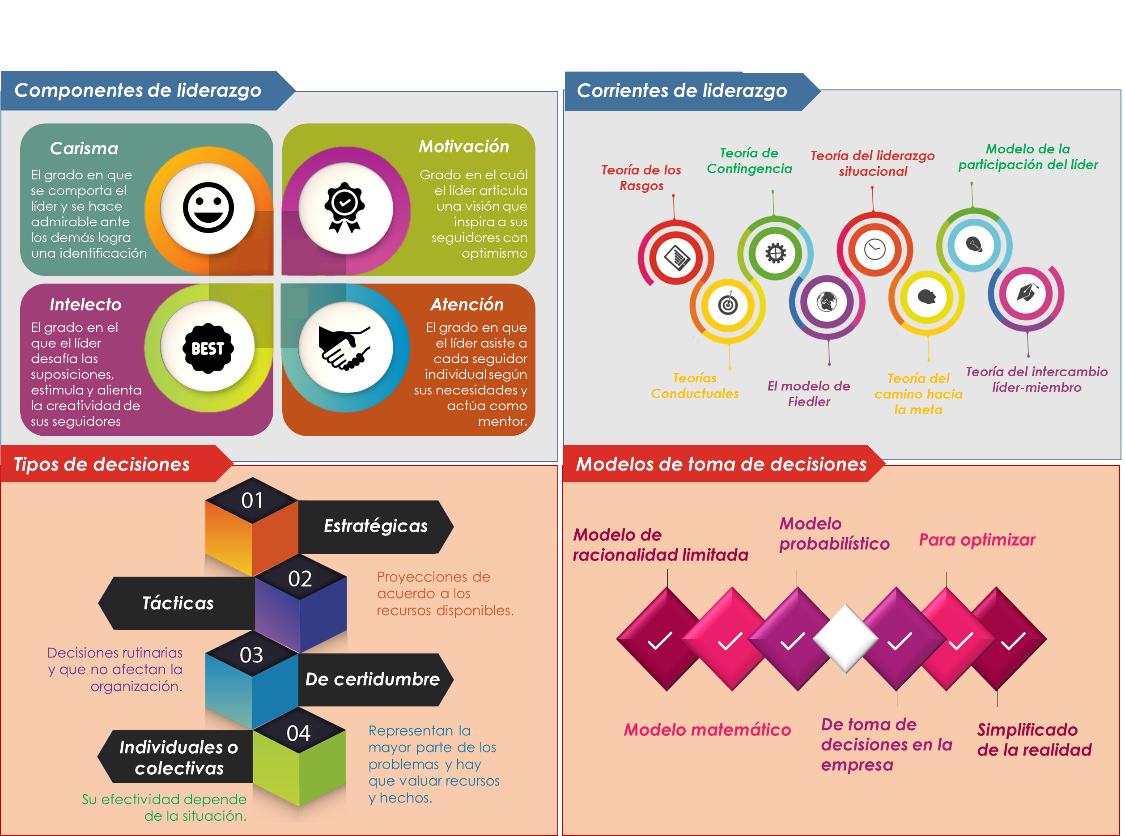 Componentes de liderazgo
Carisma
El grado en que
se comporta el
líder y se hace
admirable ante
los demás logra
una identificación
Motivación
Grado en el cuál
el líder articula
una visión que
inspira a sus
seguidores con
optimismo
Intelecto
El grado en el
que el líder
desafía las
suposiciones,
estimula y alienta
la creatividad de
sus seguidores
BEST
Atención
El grado en que
el líder asiste a
cada seguidor
individual según
sus necesidades y
actúa como
mentor.
Corrientes de liderazgo
Teoría de los
Rasgos
Teoría de
Contingencia
Teoría del liderazgo
situacional
Modelo de la
participación del líder
Teorías
Conductuales
El modelo de
Fiedler
Teoría del
camino hacia
la meta
Teoría del intercambio
líder-miembro
Tipos de decisiones
01
Estratégicas
Proyecciones de
acuerdo a los
recursos disponibles.
02
Tácticas
Decisiones rutinarias
y que no afectan la
organización.
03
De certidumbre
Representan la
mayor parte de los
problemas y hay
que valuar recursos
y hechos.
04
Individuales o
colectivas
Su efectividad depende
de la situación.
Modelos de toma de decisiones
Modelo de
racionalidad limitada
Modelo
probabilístico
Para optimizar
Modelo matemático
De toma de
decisiones en la
empresa
Simplificado
de la realidad